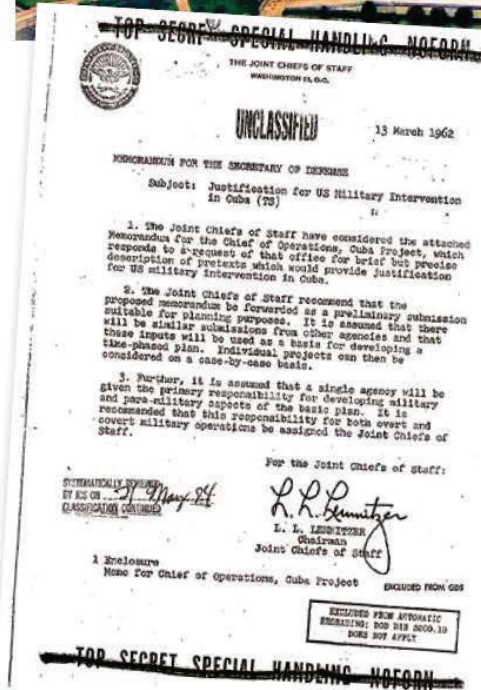 TOP SECRET SPECIAL HANDLING NOFORN
THE JOINT CHIEFS OF STAFF
WASHINGTON 25, D.C.
UNCLASSIFIED
13 March 1962
MEMORANDUM FOR THE SECRETARY OF DEFENSE
Subject: Justification for US Military Intervention
in Cuba (TS)
1. The Joint Chiefs of Staff have considered the attached
Memorandum for the Chief of Operations, Cuba Project, which
responds to a request of that office for brief but precise
description of pretexts which would provide justification
for US military intervention in Cuba.
2. The Joint Chiefs of Staff recommend that the
proposed memorandum be forwarded as a preliminary submission
suitable for planning purposes. It is assumed that there
will be similar submissions from other agencies and that
these inputs will be used as a basis for developing a
time-phased plan. Individual projects can then be
considered on a case-by-case basis.
3. Further, it is assumed that a single agency will be
given the primary responsibility for developing military
and para-military aspects of the basic plan. It is
recommended that this responsibility for both overt and
covert military operations be assigned the Joint Chiefs of
Staff.
For the Joint Chiefs of Staff:
SYSTEMATICALLY REVIEWED
BY JCS ON 84
CLASSIFICATION CONTINUED
L. L. Lemnitzer
L. L. LEMNITZER
Chairman
Joint Chiefs of Staff
1 Enclosure
Memo for Chief of Operations, Cuba Project
EXCLUDED FROM GDS
EXCLUDED FROM AUTOMATIC
REGRADING; DOD DIR 5200.10
DOES NOT APPLY
TOP SECRET SPECIAL HANDLING NOFORN